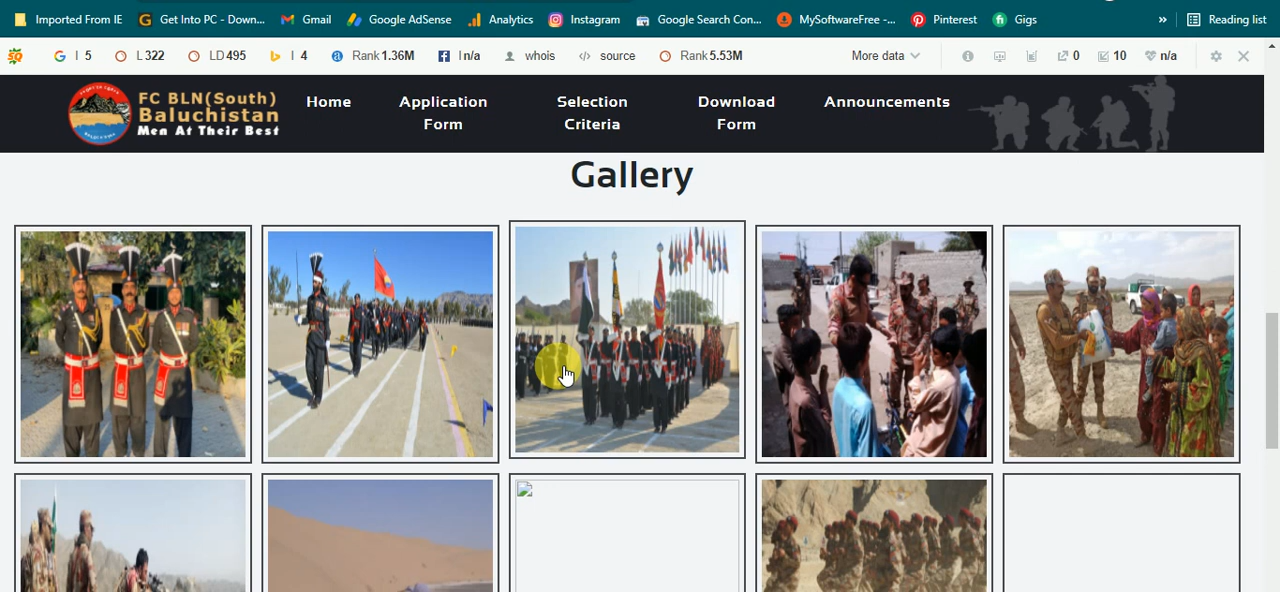 Imported From IE
Get Into PC - Down...
Gmail
Google AdSense
Analytics
Instagram
Google Search Con...
MySoftwareFree -...
Pinterest
Gigs
»
Reading list
I 5
L 322
LD 495
I 4
Rank 1.36M
I n/a
whois
source
Rank 5.53M
More data
0
10
n/a
FC BLN(South)
Baluchistan
Men At Their Best
Home
Application
Form
Selection
Criteria
Download
Form
Announcements
Gallery